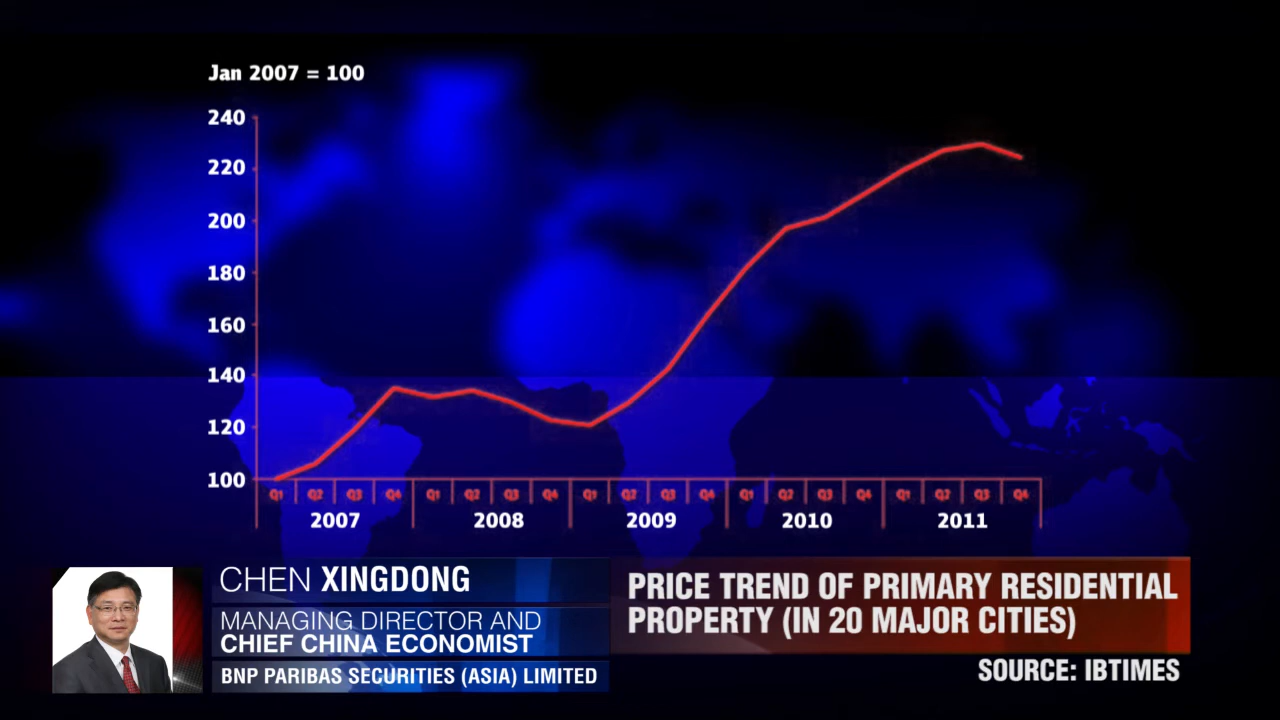 Jan 2007 = 100
240
220
200
180
160
140
120
100
Q1 Q2 Q3 Q4 Q1 Q2 Q3 Q4 Q1 Q2 Q3 Q4 Q1 Q2 Q3 Q4 Q1 Q2 Q3 Q4
2007 2008 2009 2010 2011
CHEN XINGDONG
MANAGING DIRECTOR AND
CHIEF CHINA ECONOMIST
BNP PARIBAS SECURITIES (ASIA) LIMITED
PRICE TREND OF PRIMARY RESIDENTIAL
PROPERTY (IN 20 MAJOR CITIES)
SOURCE: IBTIMES